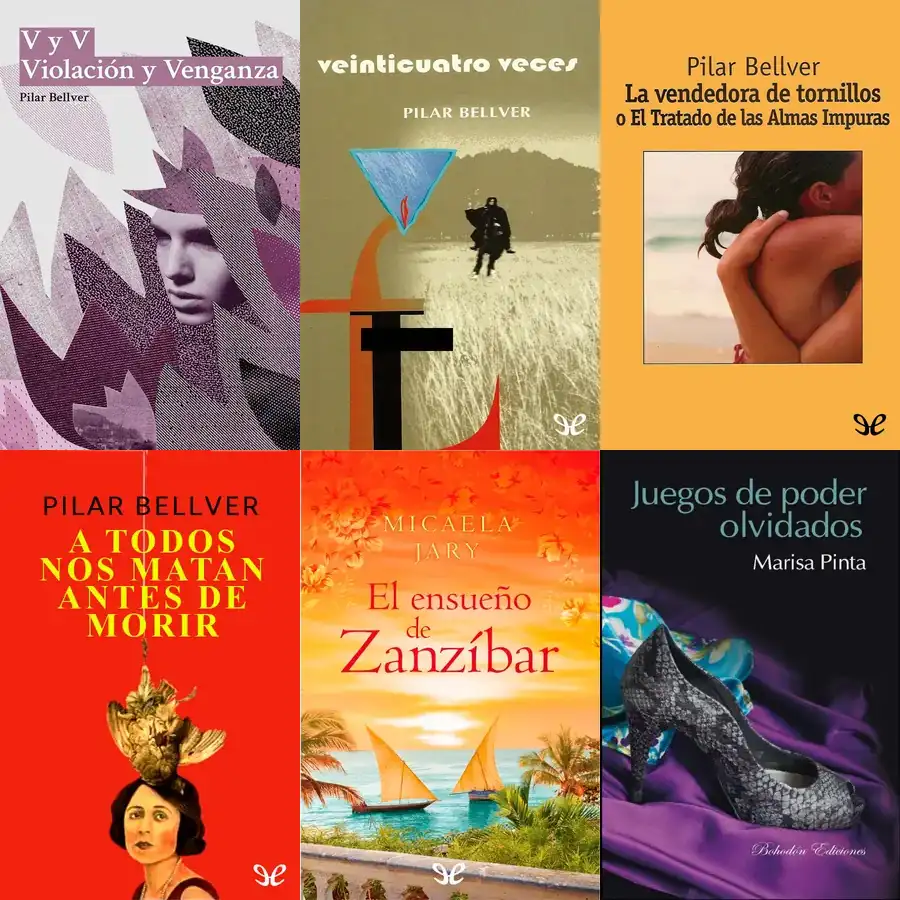 V y V
Violación y Venganza
Pilar Bellver
veinticuatro veces
PILAR BELLVER
Pilar Bellver
La vendedora de tornillos
o El Tratado de las Almas Impuras
PILAR BELLVER
A TODOS
NOS MATAN
ANTES DE
MORIR
MICAELA
JARY
El ensueño
de
Zanzíbar
Juegos de poder
olvidados
Marisa Pinta
Bohodón Ediciones